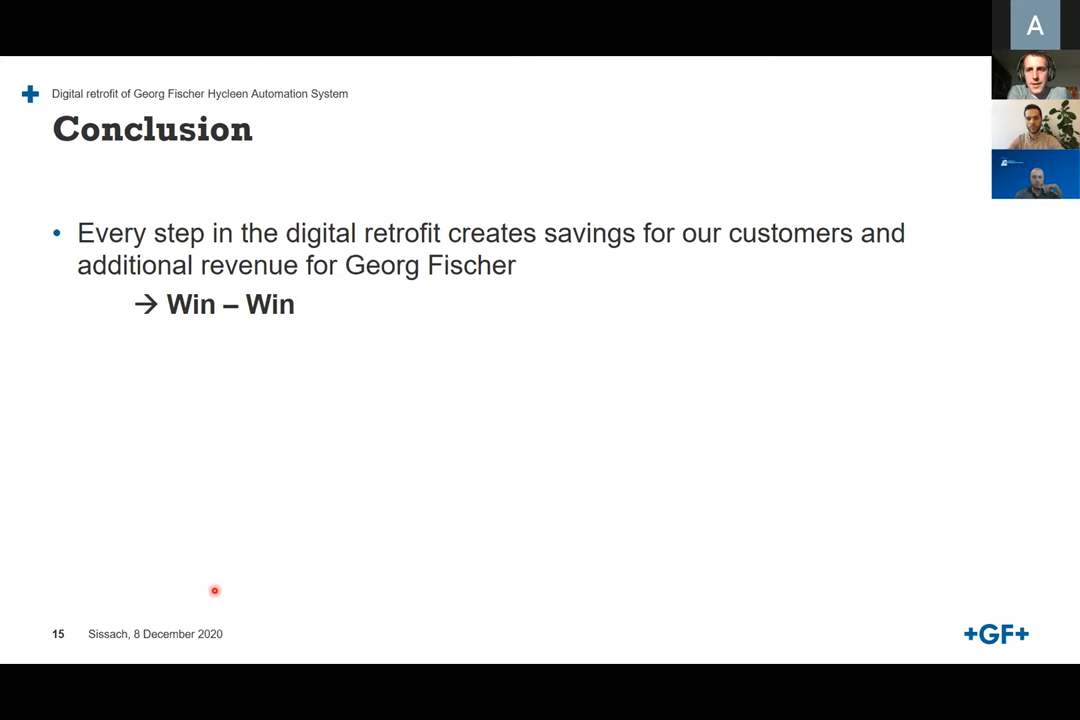 A
Digital retrofit of Georg Fischer Hycleen Automation System
Conclusion
• Every step in the digital retrofit creates savings for our customers and
additional revenue for Georg Fischer
→ Win – Win
15 Sissach, 8 December 2020
+GF+